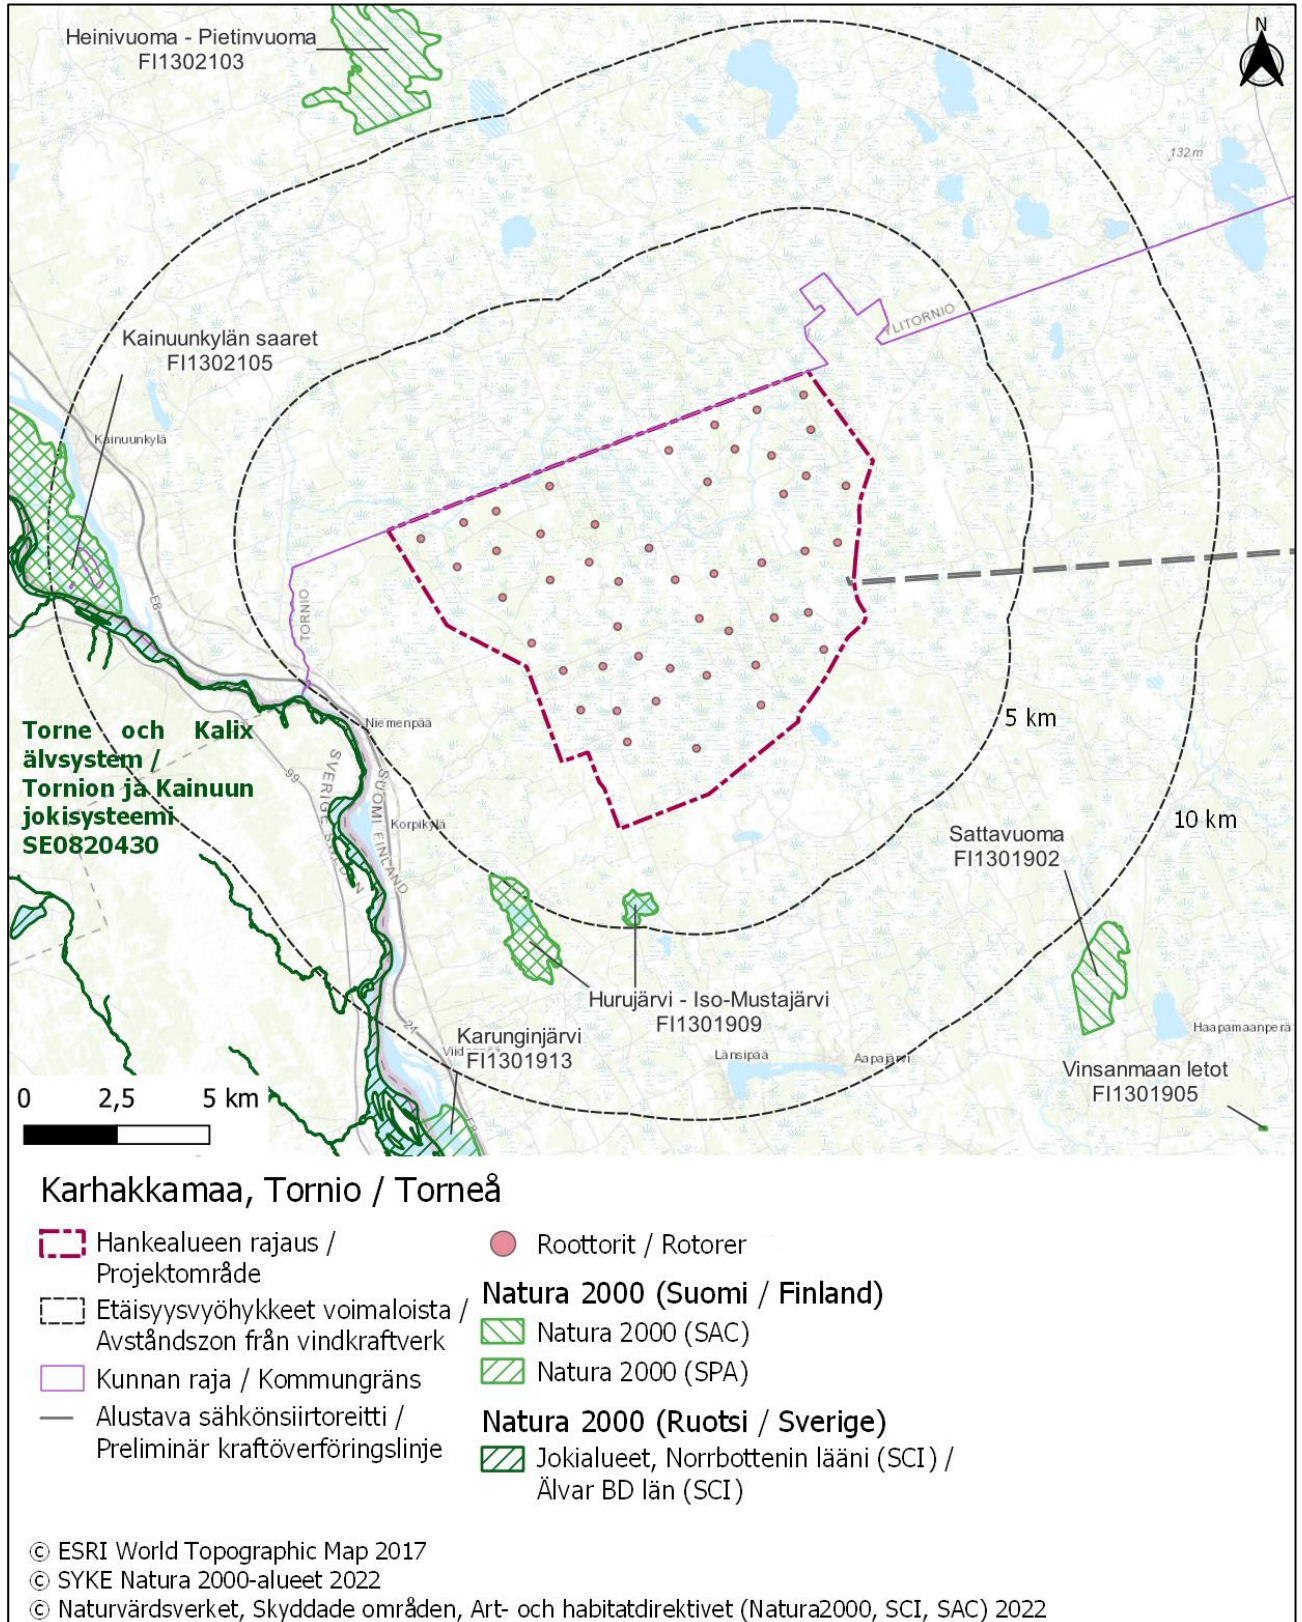 Heinivuoma - Pietinvuoma
FI1302103
N
132 m
YLITORNIO
Kainuunkylän saaret
FI1302105
Kainuunkylä
E8
TORNIO
Niemenpää
Torne och Kalix
älvsystem /
Tornion ja Kainuun
jokisysteemi
SE0820430
99
SVERIGE SWEDEN
SUOMI FINLAND
Korpikylä
5 km
10 km
Sattavuoma
FI1301902
Hurujärvi - Iso-Mustajärvi
FI1301909
24
Karunginjärvi
FI1301913
Länsipää
Aapajärvi
Haapamaanperä
Vinsanmaan letot
FI1301905
E8
0 2,5 5 km
Karhakkamaa, Tornio / Torneå
Hankealueen rajaus /
Projektområde
Etäisyysvyöhykkeet voimaloista /
Avståndszon från vindkraftverk
Kunnan raja / Kommungräns
Alustava sähkönsiirtoreitti /
Preliminär kraftöverföringslinje
Roottorit / Rotorer
Natura 2000 (Suomi / Finland)
Natura 2000 (SAC)
Natura 2000 (SPA)
Natura 2000 (Ruotsi / Sverige)
Jokialueet, Norrbottenin lääni (SCI) /
Älvar BD län (SCI)
© ESRI World Topographic Map 2017
© SYKE Natura 2000-alueet 2022
© Naturvärdsverket, Skyddade områden, Art- och habitatdirektivet (Natura2000, SCI, SAC) 2022